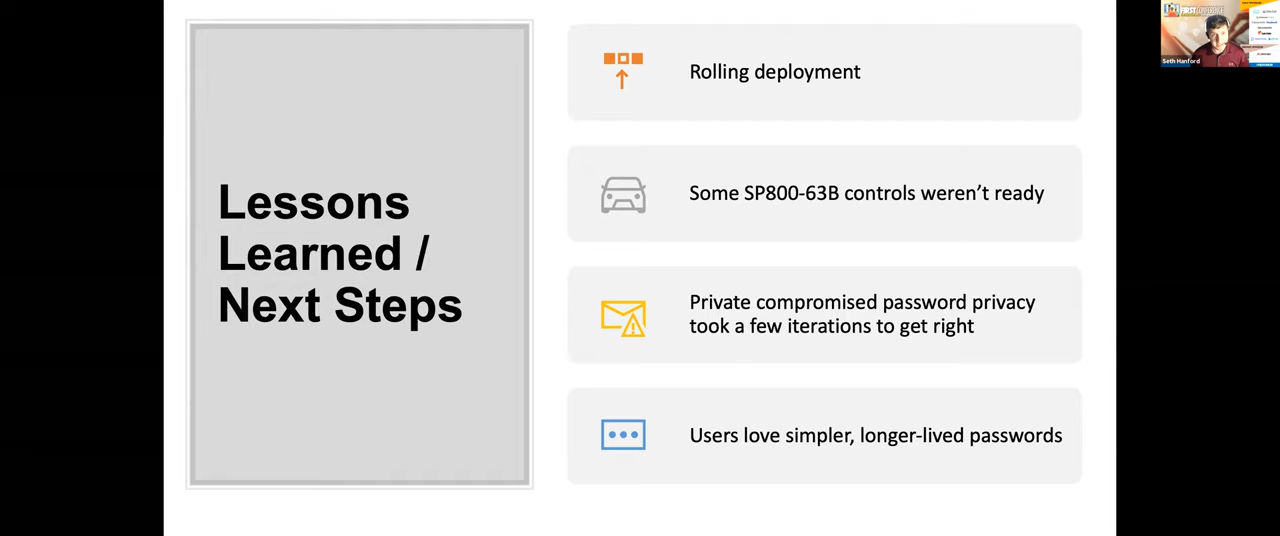 Lessons
Learned /
Next Steps
Rolling deployment
Some SP800-63B controls weren’t ready
Private compromised password privacy
took a few iterations to get right
Users love simpler, longer-lived passwords
Seth Hanford